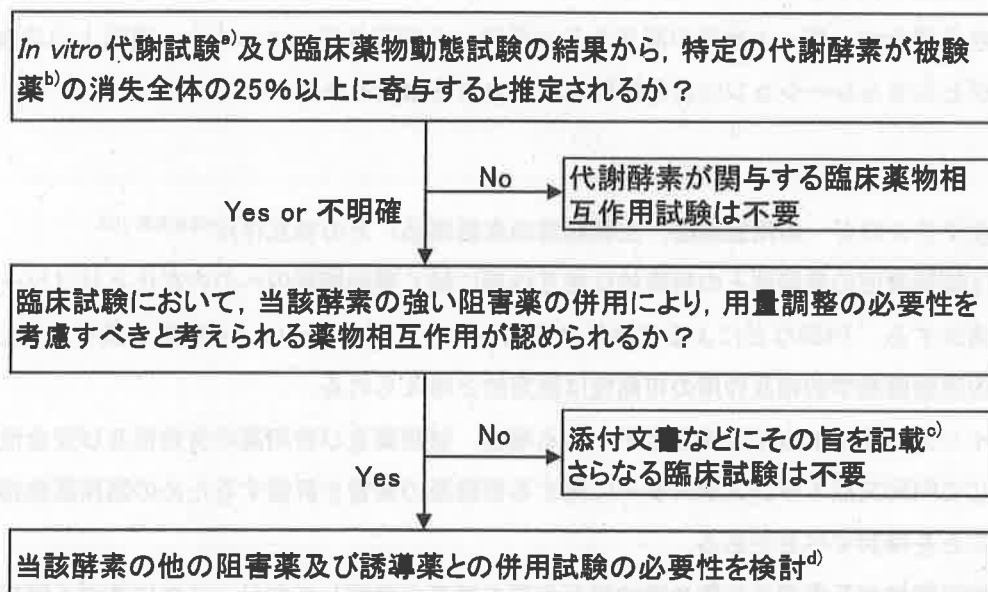 In vitro代謝試験b)及び臨床薬物動態試験の結果から, 特定の代謝酵素が被験
薬b)の消失全体の25%以上に寄与すると推定されるか?
No
代謝酵素が関与する臨床薬物相
互作用試験は不要
Yes or 不明確
臨床試験において, 当該酵素の強い阻害薬の併用により, 用量調整の必要性を
考慮すべきと考えられる薬物相互作用が認められるか?
No
添付文書などにその旨を記載c)
さらなる臨床試験は不要
Yes
当該酵素の他の阻害薬及び誘導薬との併用試験の必要性を検討d)